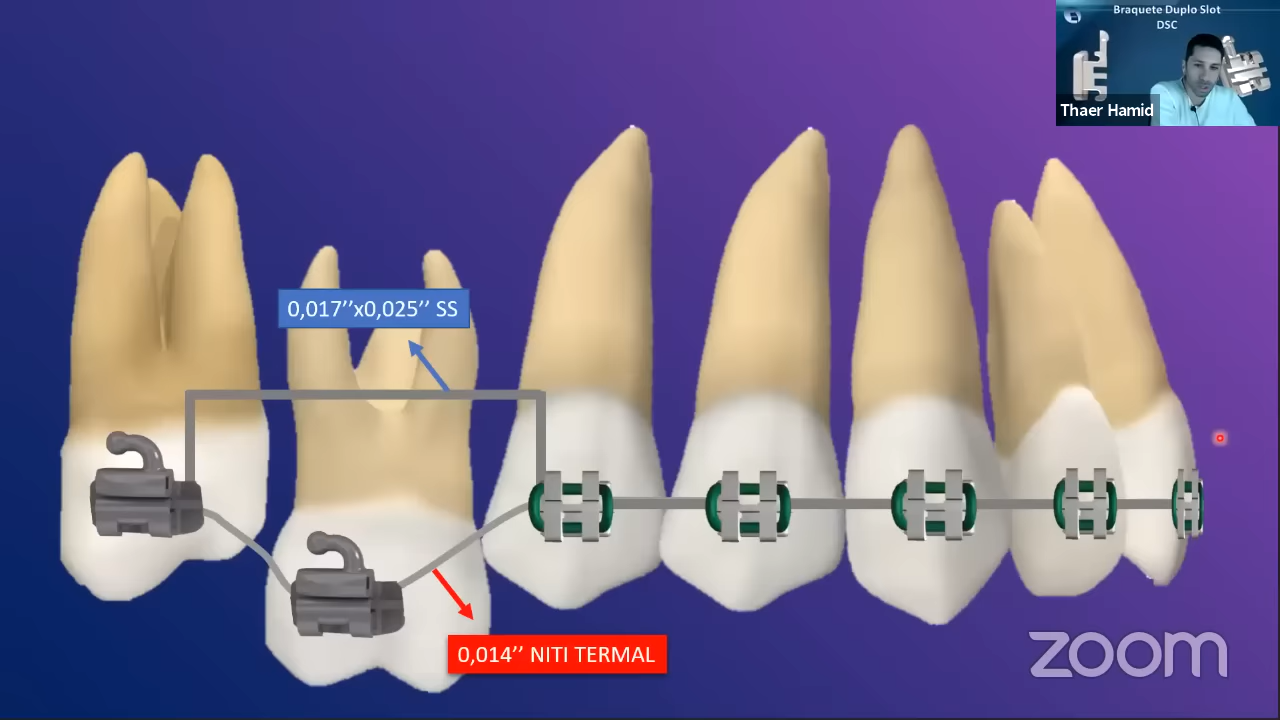 Braquete Duplo Slot
DSC
Thaer Hamid
0,017’’x0,025’’ SS
0,014’’ NITI TERMAL
zoom